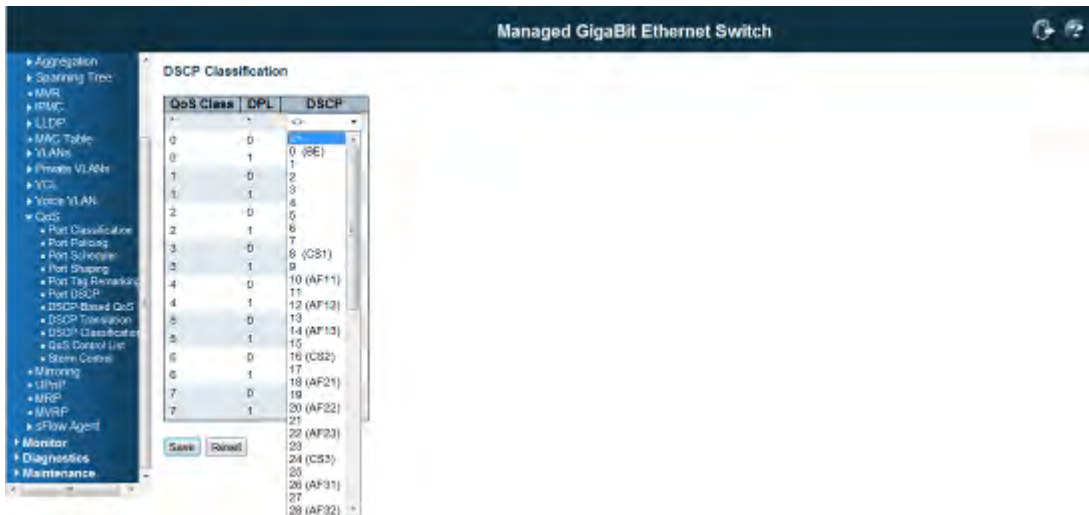 Managed GigaBit Ethernet Switch
Aggregation
Spanning Tree
MVR
IPMC
LLDP
MAC Table
VLANs
Private VLANs
VCL
Voice VLAN
QoS
Port Classification
Port Policing
Port Scheduler
Port Shaping
Port Tag Remarking
Port DSCP
DSCP-Based QoS
DSCP Translation
DSCP Classification
QoS Control List
Storm Control
Mirroring
UPnP
MRP
MVRP
sFlow Agent
Monitor
Diagnostics
Maintenance
DSCP Classification
QoS Class DPL DSCP
* * <>
0 0
0 1
1 0
1 1
2 0
2 1
3 0
3 1
4 0
4 1
5 0
5 1
6 0
6 1
7 0
7 1
<>
0 (BE)
1
2
3
4
5
6
7
8 (CS1)
9
10 (AF11)
11
12 (AF12)
13
14 (AF13)
15
16 (CS2)
17
18 (AF21)
19
20 (AF22)
21
22 (AF23)
23
24 (CS3)
25
26 (AF31)
27
28 (AF32)
Save Reset